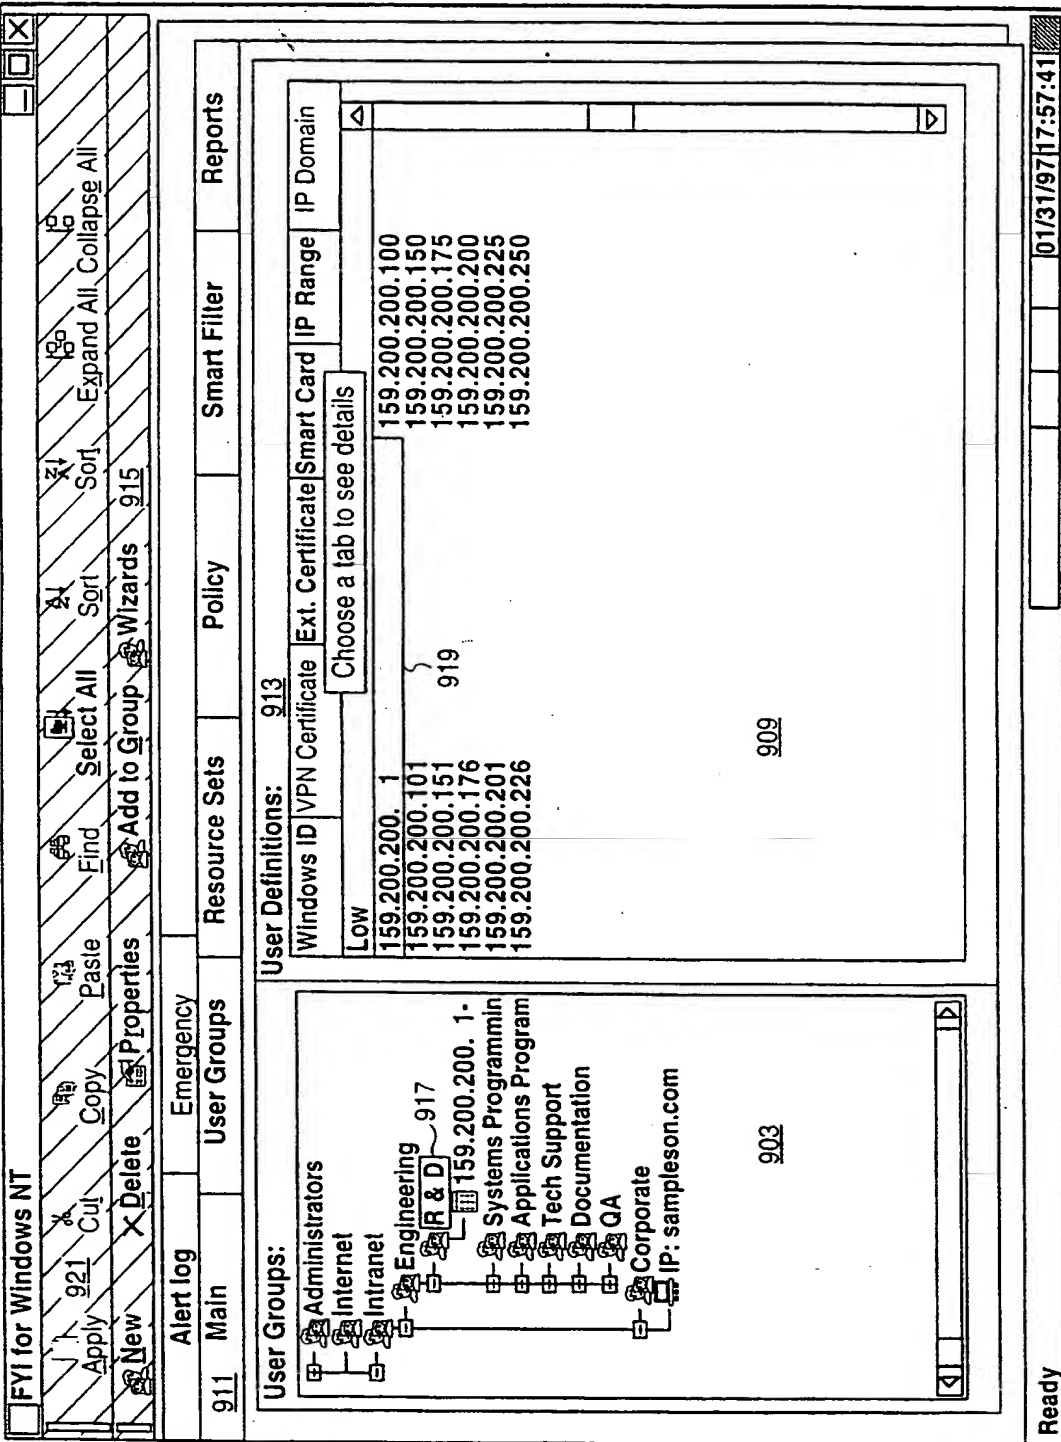 FYI for Windows NT
Apply 921 Cut Copy Paste Find Select All Sort Sort Expand All Collapse All
New Delete Properties Add to Group Wizards 915
Alert log Emergency
911 Main User Groups Resource Sets Policy Smart Filter Reports
User Groups:
Administrators
Internet
Intranet
Engineering
R & D 917
159.200.200. 1-
Systems Programmin
Applications Program
Tech Support
Documentation
QA
Corporate
IP: sampleson.com
903
User Definitions: 913
Windows ID VPN Certificate Ext. Certificate Smart Card IP Range IP Domain
Choose a tab to see details
Low
159.200.200. 1 159.200.200.100
159.200.200.101 159.200.200.150
159.200.200.151 159.200.200.175
159.200.200.176 159.200.200.200
159.200.200.201 159.200.200.225
159.200.200.226 159.200.200.250
919
909
Ready 01/31/97 17:57:41